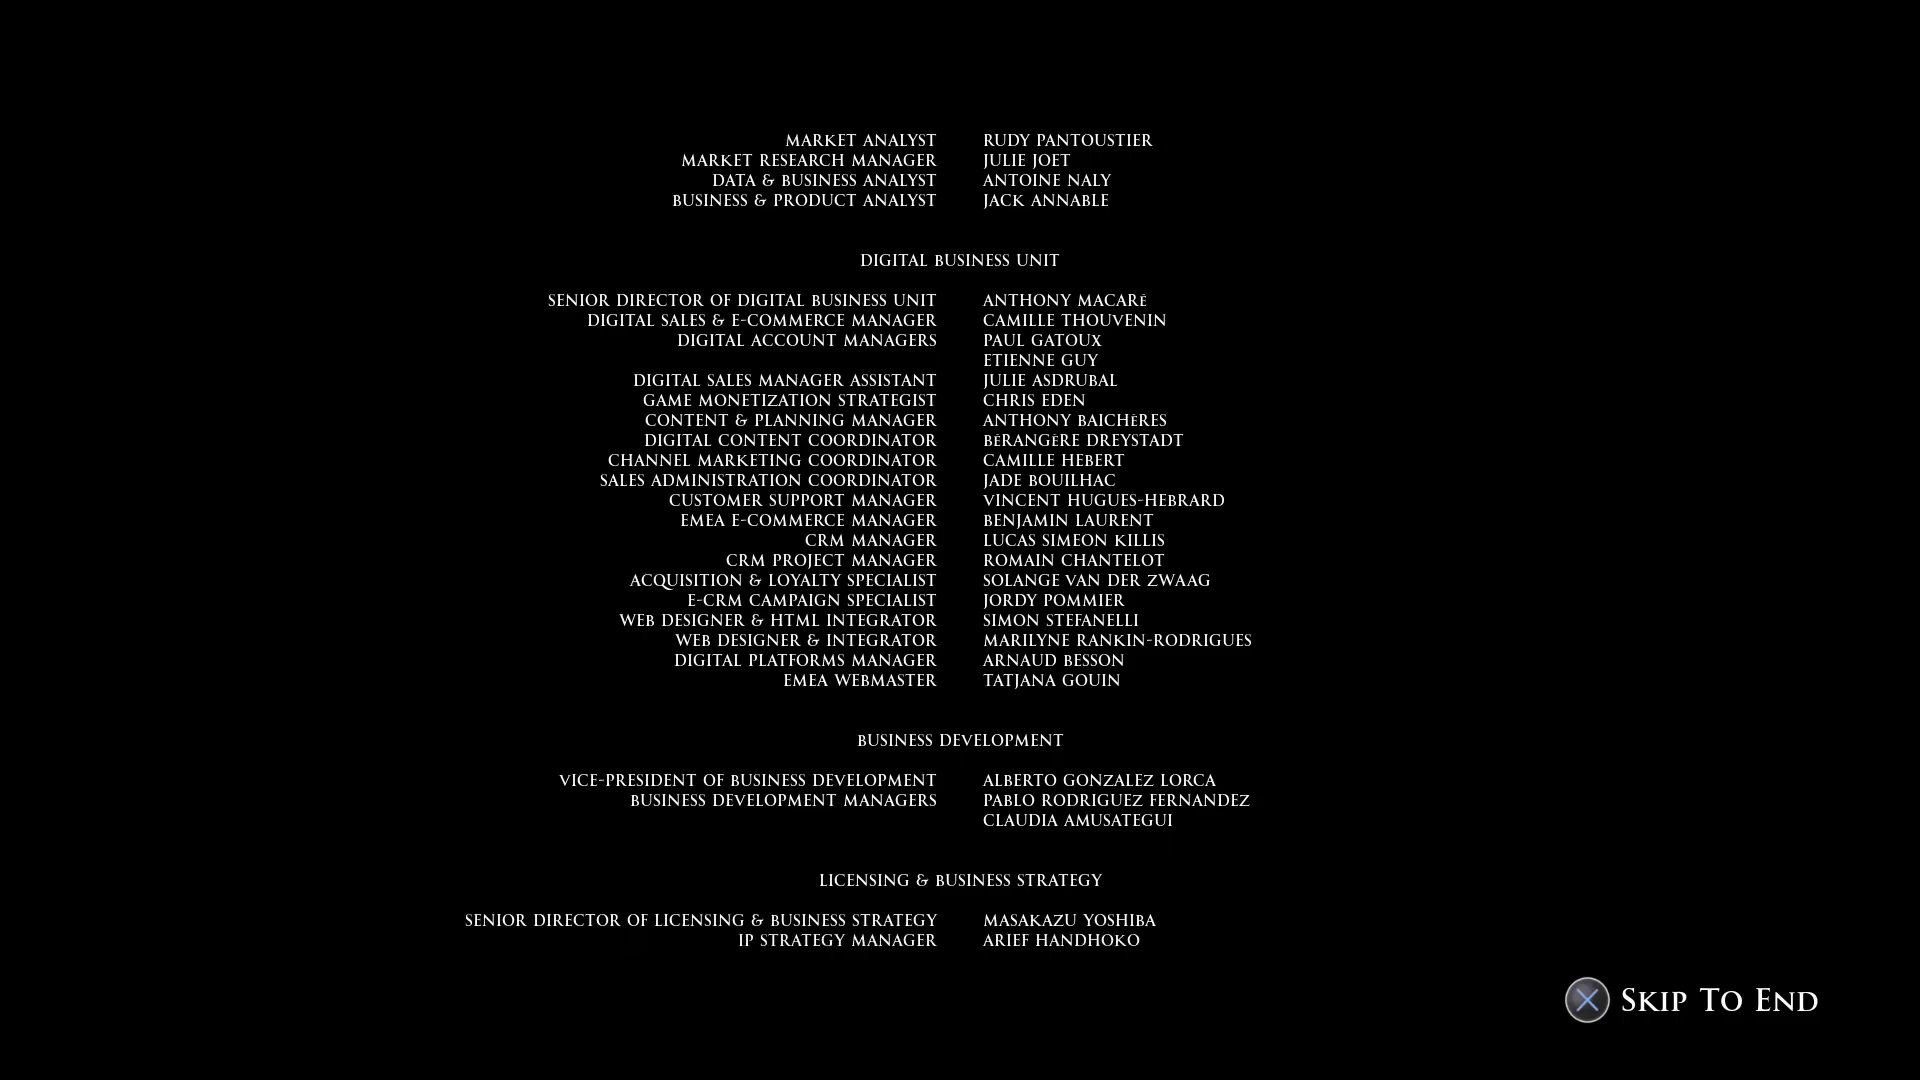 MARKET ANALYST RUDY PANTOUSTIER
MARKET RESEARCH MANAGER JULIE JOET
DATA & BUSINESS ANALYST ANTOINE NALY
BUSINESS & PRODUCT ANALYST JACK ANNABLE
DIGITAL BUSINESS UNIT
SENIOR DIRECTOR OF DIGITAL BUSINESS UNIT ANTHONY MACARÉ
DIGITAL SALES & E-COMMERCE MANAGER CAMILLE THOUVENIN
DIGITAL ACCOUNT MANAGERS PAUL GATOUX
ETIENNE GUY
DIGITAL SALES MANAGER ASSISTANT JULIE ASDRUBAL
GAME MONETIZATION STRATEGIST CHRIS EDEN
CONTENT & PLANNING MANAGER ANTHONY BAICHÈRES
DIGITAL CONTENT COORDINATOR BÉRANGÈRE DREYSTADT
CHANNEL MARKETING COORDINATOR CAMILLE HEBERT
SALES ADMINISTRATION COORDINATOR JADE BOUILHAC
CUSTOMER SUPPORT MANAGER VINCENT HUGUES-HEBRARD
EMEA E-COMMERCE MANAGER BENJAMIN LAURENT
CRM MANAGER LUCAS SIMEON KILLIS
CRM PROJECT MANAGER ROMAIN CHANTELOT
ACQUISITION & LOYALTY SPECIALIST SOLANGE VAN DER ZWAAG
E-CRM CAMPAIGN SPECIALIST JORDY POMMIER
WEB DESIGNER & HTML INTEGRATOR SIMON STEFANELLI
WEB DESIGNER & INTEGRATOR MARILYNE RANKIN-RODRIGUES
DIGITAL PLATFORMS MANAGER ARNAUD BESSON
EMEA WEBMASTER TATJANA GOUIN
BUSINESS DEVELOPMENT
VICE-PRESIDENT OF BUSINESS DEVELOPMENT ALBERTO GONZALEZ LORCA
BUSINESS DEVELOPMENT MANAGERS PABLO RODRIGUEZ FERNANDEZ
CLAUDIA AMUSATEGUI
LICENSING & BUSINESS STRATEGY
SENIOR DIRECTOR OF LICENSING & BUSINESS STRATEGY MASAKAZU YOSHIBA
IP STRATEGY MANAGER ARIEF HANDHOKO
SKIP TO END